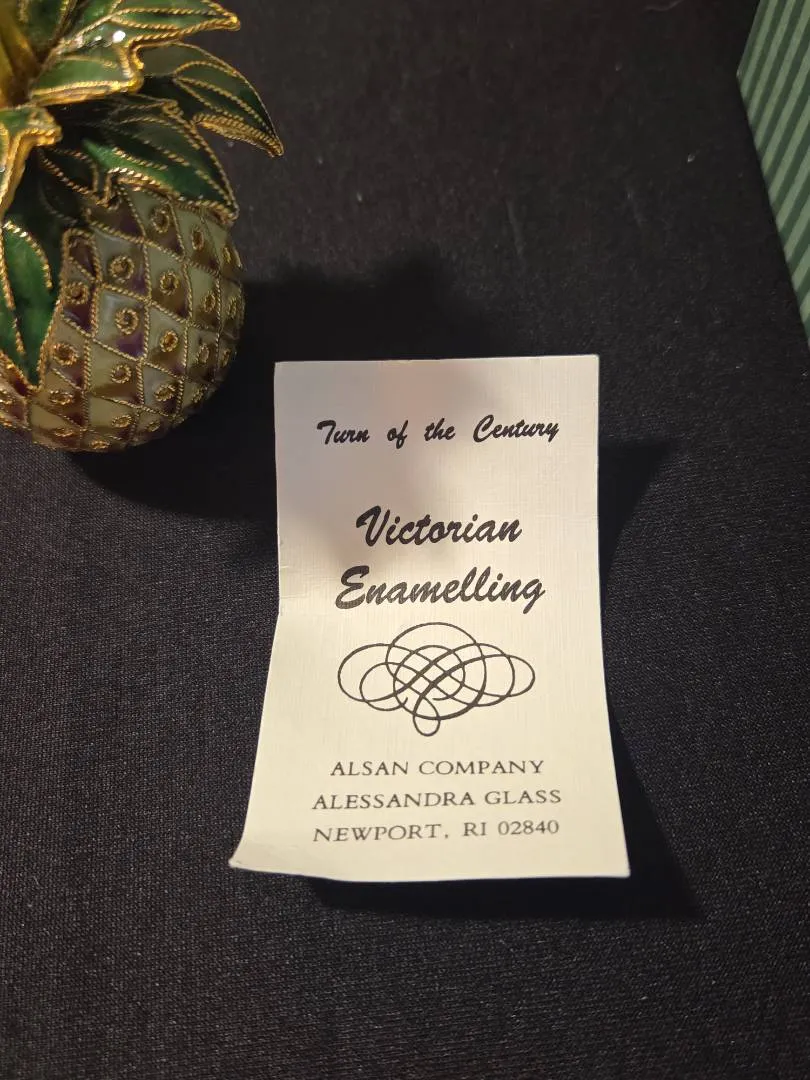 Turn of the Century
Victorian
Enamelling
ALSAN COMPANY
ALESSANDRA GLASS
NEWPORT, RI 02840